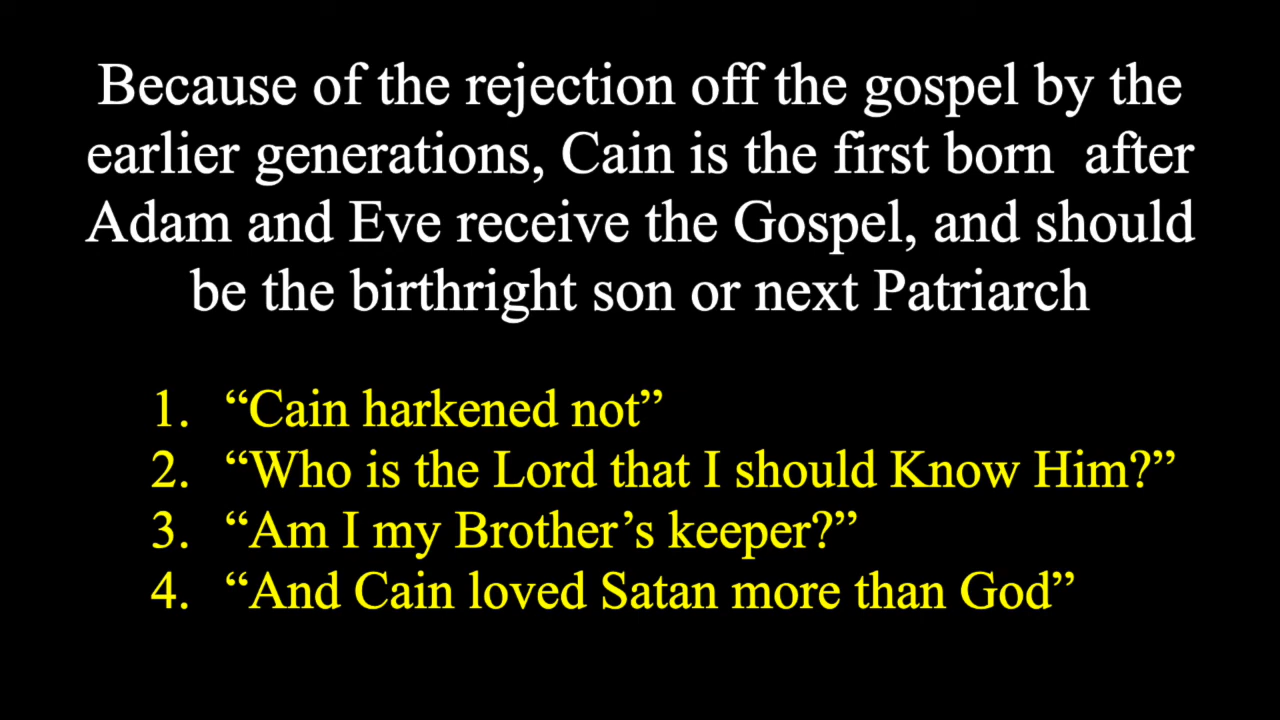 Because of the rejection off the gospel by the
earlier generations, Cain is the first born  after
Adam and Eve receive the Gospel, and should
be the birthright son or next Patriarch
1. “Cain harkened not”
2. “Who is the Lord that I should Know Him?”
3. “Am I my Brother’s keeper?”
4. “And Cain loved Satan more than God”